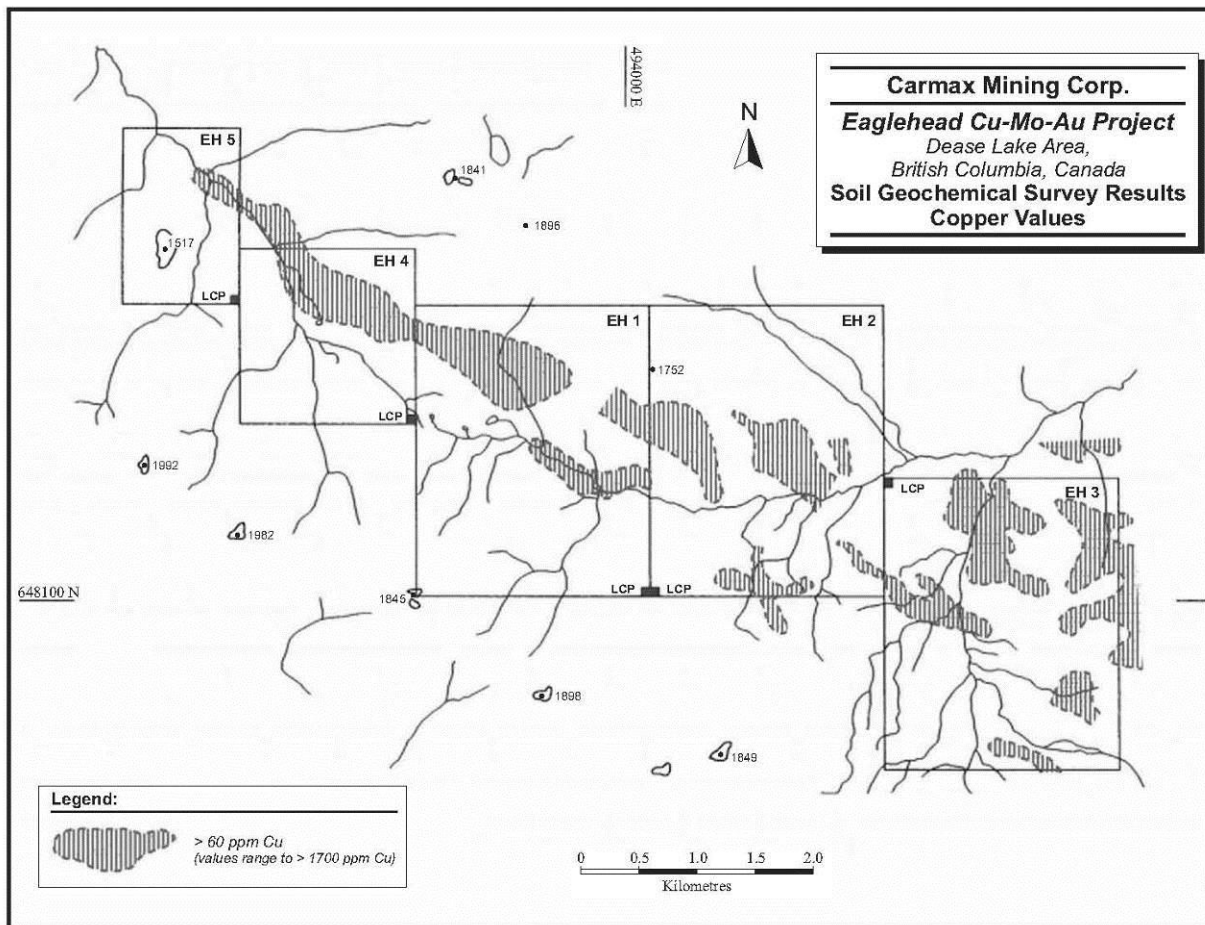 494000 E
N
Carmax Mining Corp.
Eaglehead Cu-Mo-Au Project
Dease Lake Area,
British Columbia, Canada
Soil Geochemical Survey Results
Copper Values
EH 5
1841
1896
1517
EH 4
LCP
EH 1
EH 2
1752
LCP
1992
LCP
EH 3
1982
648100 N
1845
LCP
LCP
1898
1849
Legend:
> 60 ppm Cu
(values range to > 1700 ppm Cu)
0 0.5 1.0 1.5 2.0
Kilometres